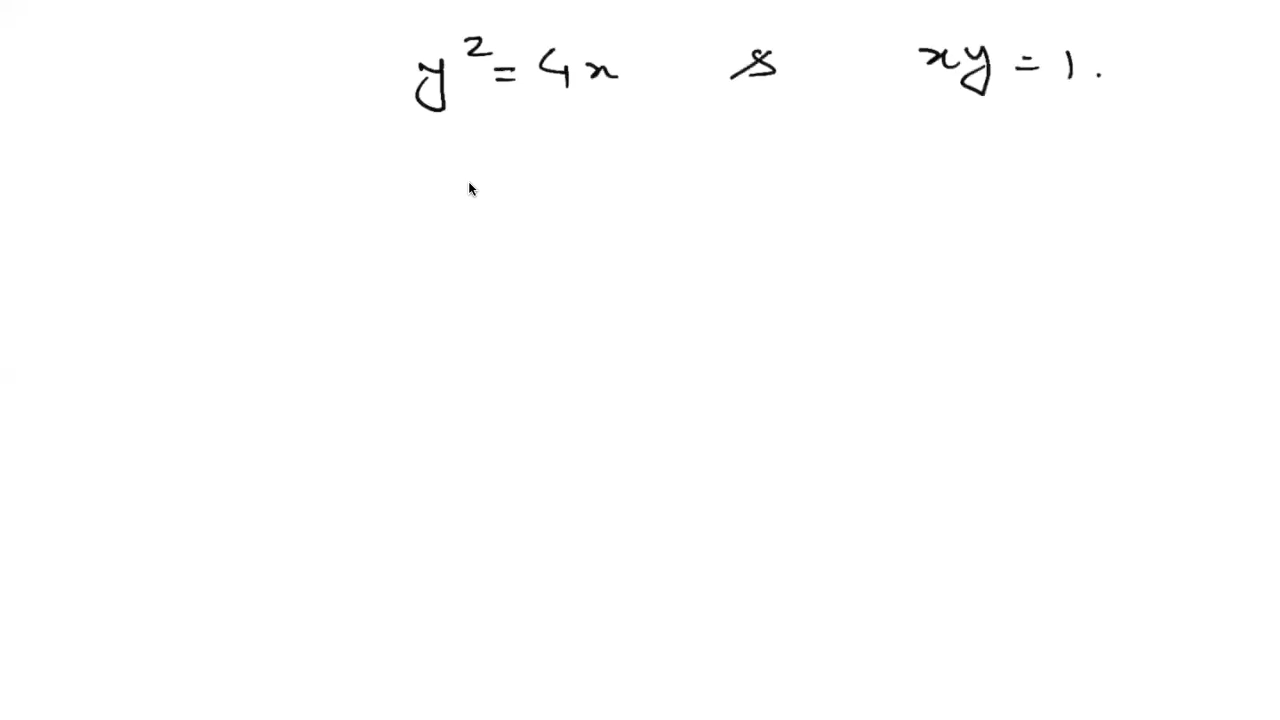 y² = 4x & xy = 1.